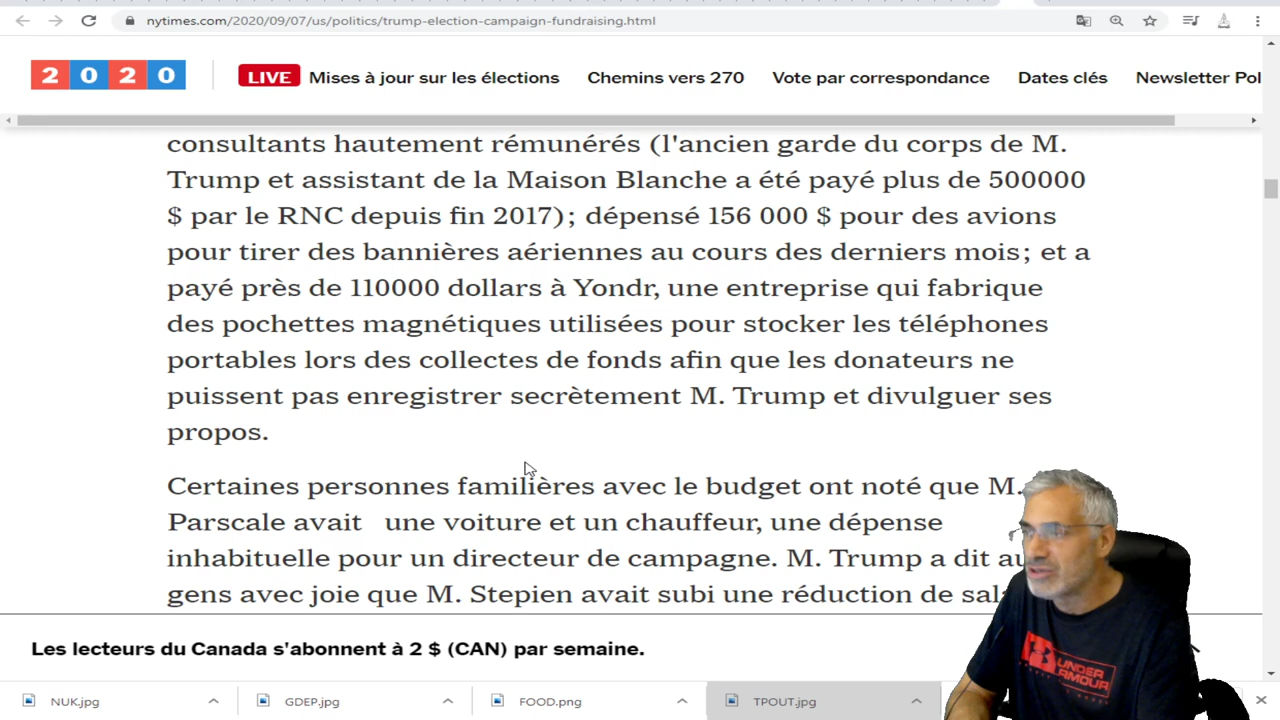 nytimes.com/2020/09/07/us/politics/trump-election-campaign-fundraising.html
2020 LIVE Mises à jour sur les élections Chemins vers 270 Vote par correspondance Dates clés Newsletter Pol
consultants hautement rémunérés (l'ancien garde du corps de M.
Trump et assistant de la Maison Blanche a été payé plus de 500000
$ par le RNC depuis fin 2017) ; dépensé 156 000 $ pour des avions
pour tirer des bannières aériennes au cours des derniers mois ; et a
payé près de 110000 dollars à Yondr, une entreprise qui fabrique
des pochettes magnétiques utilisées pour stocker les téléphones
portables lors des collectes de fonds afin que les donateurs ne
puissent pas enregistrer secrètement M. Trump et divulguer ses
propos.
Certaines personnes familières avec le budget ont noté que M.
Parscale avait une voiture et un chauffeur, une dépense
inhabituelle pour un directeur de campagne. M. Trump a dit au
gens avec joie que M. Stepien avait subi une réduction de sala
Les lecteurs du Canada s'abonnent à 2 $ (CAN) par semaine.
UNDER
ARMOUR
NUK.jpg GDEP.jpg FOOD.png TPOUT.jpg